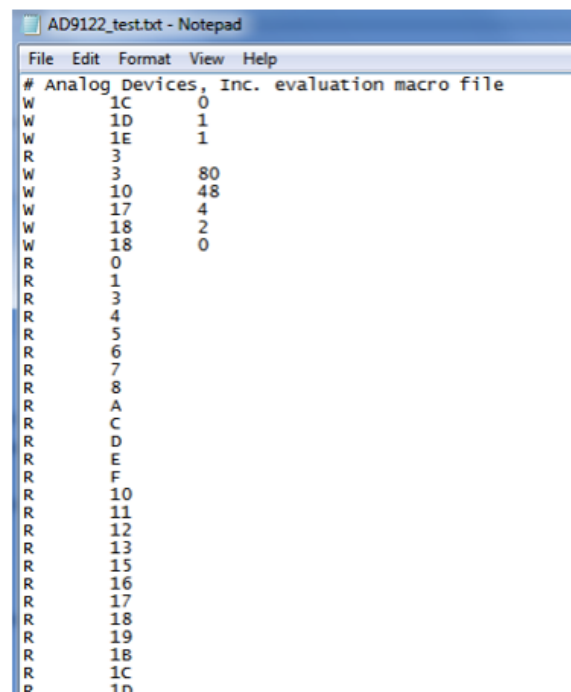 AD9122_test.txt - Notepad
File Edit Format View Help
# Analog Devices, Inc. evaluation macro file
W 1C 0
W 1D 1
W 1E 1
R 3
W 3 80
W 10 48
W 17 4
W 18 2
W 18 0
R 0
R 1
R 3
R 4
R 5
R 6
R 7
R 8
R A
R C
R D
R E
R F
R 10
R 11
R 12
R 13
R 15
R 16
R 17
R 18
R 19
R 1B
R 1C
R 1D